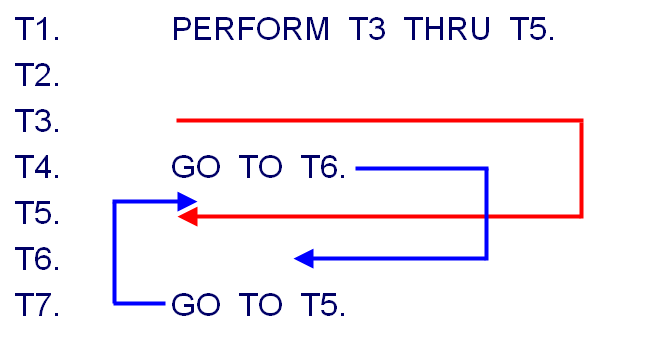 T1. PERFORM T3 THRU T5.
T2.
T3.
T4. GO TO T6.
T5.
T6.
T7. GO TO T5.